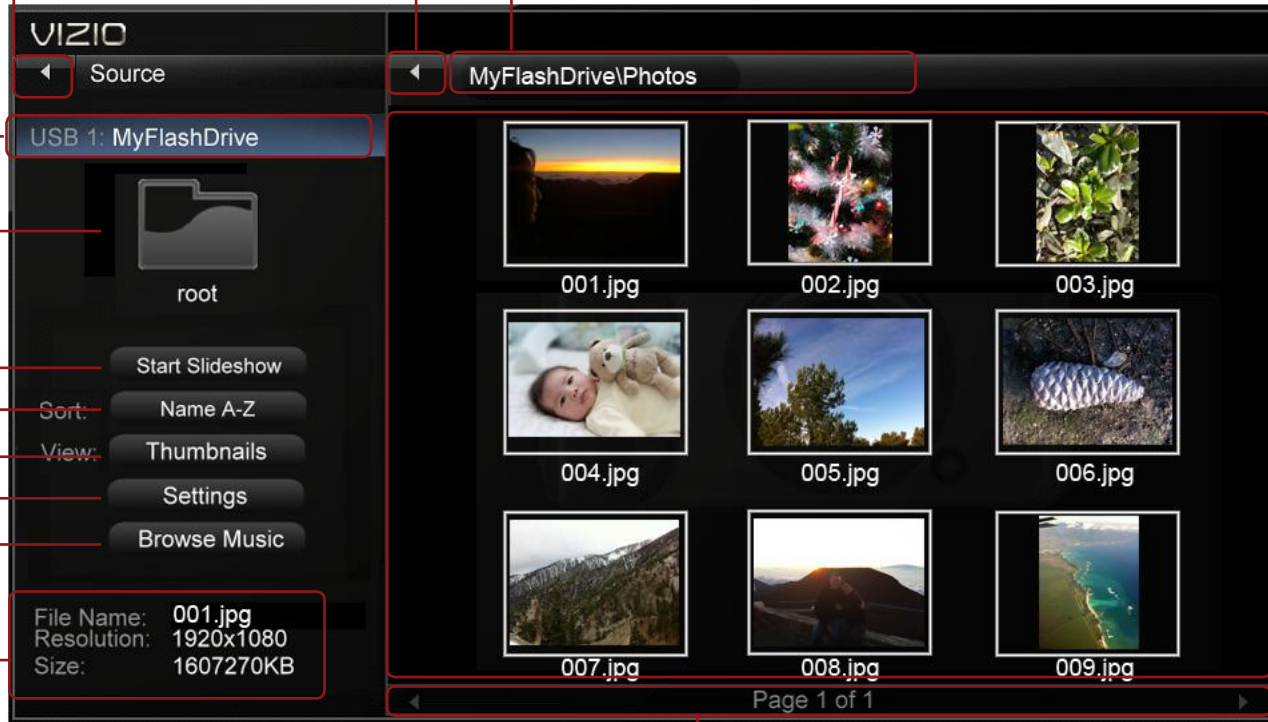 VIZIO
Source
MyFlashDrive\Photos
USB 1: MyFlashDrive
root
Start Slideshow
Sort: Name A-Z
View: Thumbnails
Settings
Browse Music
File Name: 001.jpg
Resolution: 1920x1080
Size: 1607270KB
001.jpg
002.jpg
003.jpg
004.jpg
005.jpg
006.jpg
007.jpg
008.jpg
009.jpg
Page 1 of 1